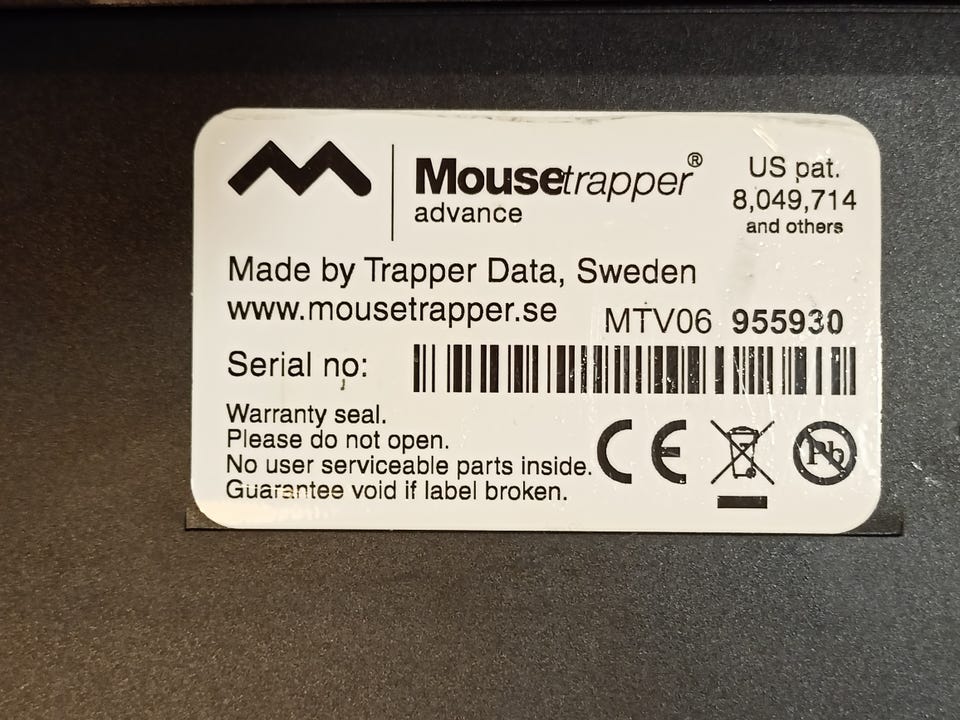 Mousetrapper®
advance
US pat.
8,049,714
and others
Made by Trapper Data, Sweden
www.mousetrapper.se
MTV06 955930
Serial no:
Warranty seal.
Please do not open.
No user serviceable parts inside.
Guarantee void if label broken.
CE
Pb